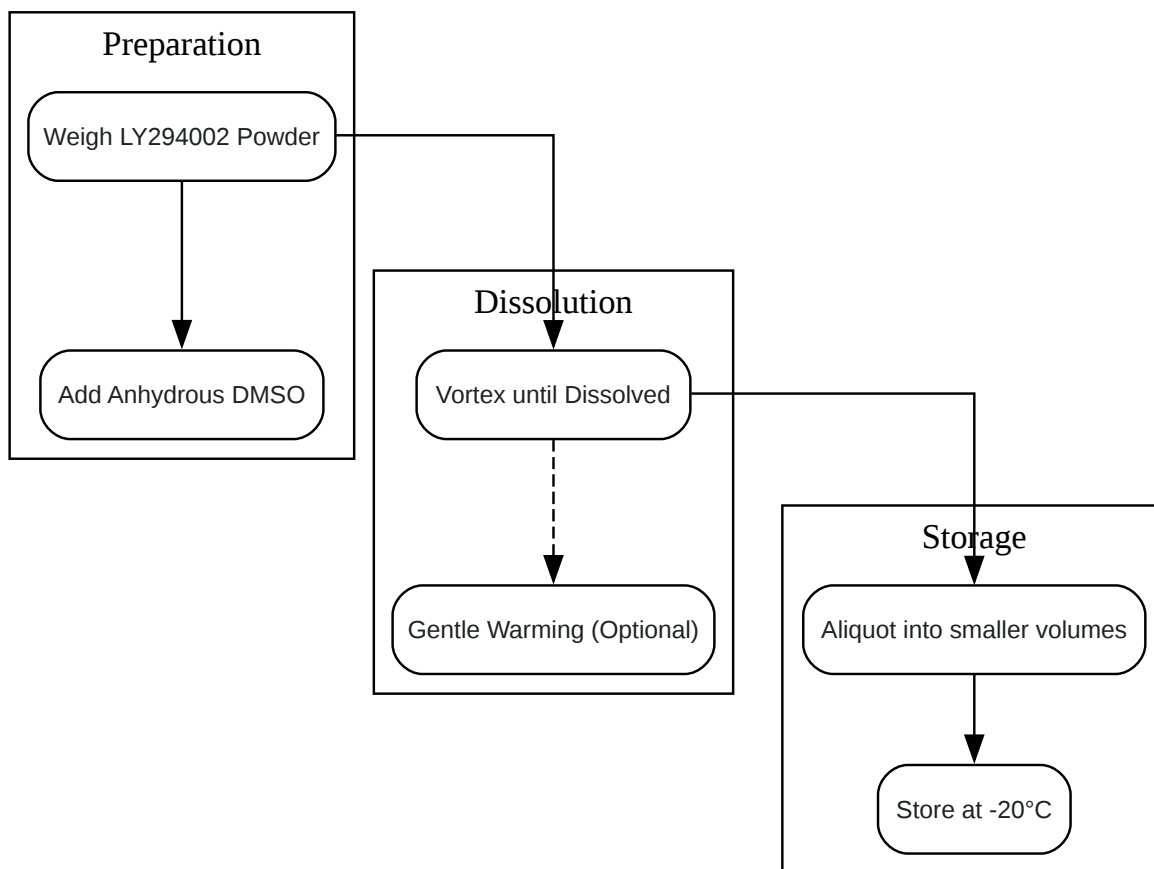 Preparation
Weigh LY294002 Powder
Add Anhydrous DMSO
Dissolution
Vortex until Dissolved
Gentle Warming (Optional)
Storage
Aliquot into smaller volumes
Store at -20°C